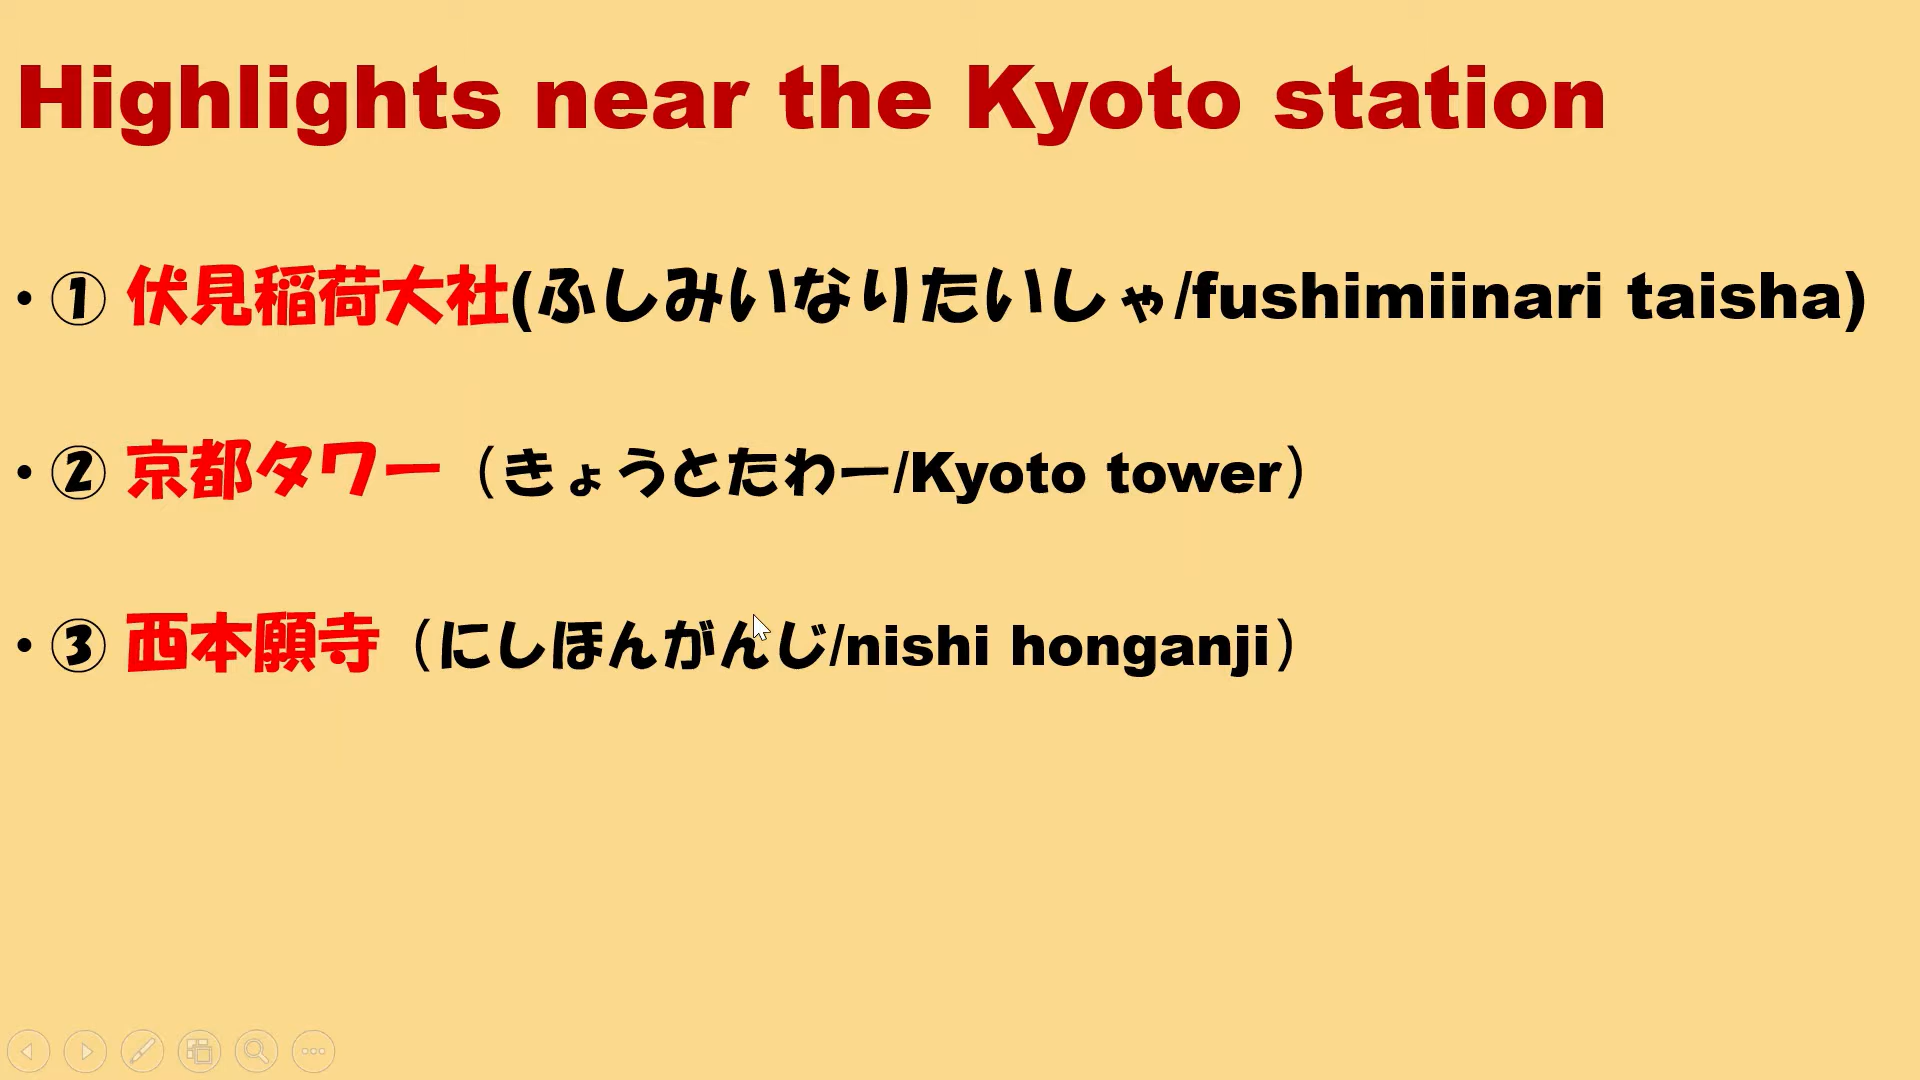 Highlights near the Kyoto station
• ① 伏見稲荷大社(ふしみいなりたいしゃ/fushimiinari taisha)
• ② 京都タワー（きょうとたわー/Kyoto tower）
• ③ 西本願寺（にしほんがんじ/nishi honganji）